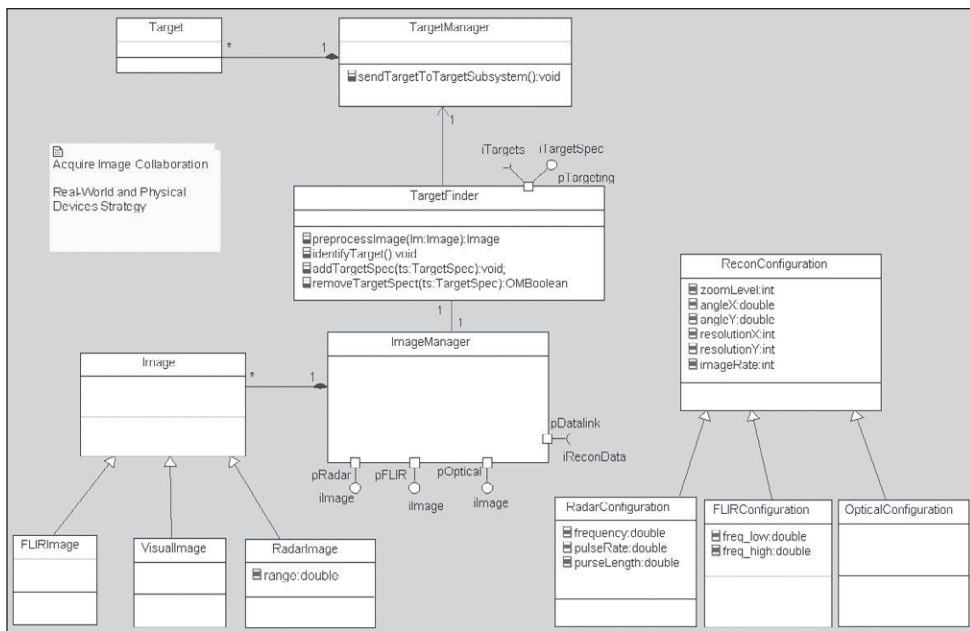 Target
TargetManager
*
1
sendTargetToTargetSubsystem():void
1
Acquire Image Collaboration
Real-World and Physical
Devices Strategy
iTargets
iTargetSpec
pTargeting
TargetFinder
preprocessImage(Im:Image):Image
identifyTarget() void
addTargetSpec(ts:TargetSpec):void;
removeTargetSpect(ts:TargetSpec):OMBoolean
1
1
ReconConfiguration
zoomLevel:int
angleX:double
angleY:double
resolutionX:int
resolutionY:int
imageRate:int
ImageManager
Image
*
1
pDatalink
iReconData
pRadar
pFLIR
pOptical
iImage
iImage
iImage
FLIRImage
VisualImage
RadarImage
range:double
RadarConfiguration
frequency:double
pulseRate:double
purseLength:double
FLIRConfiguration
freq_low:double
freq_high:double
OpticalConfiguration